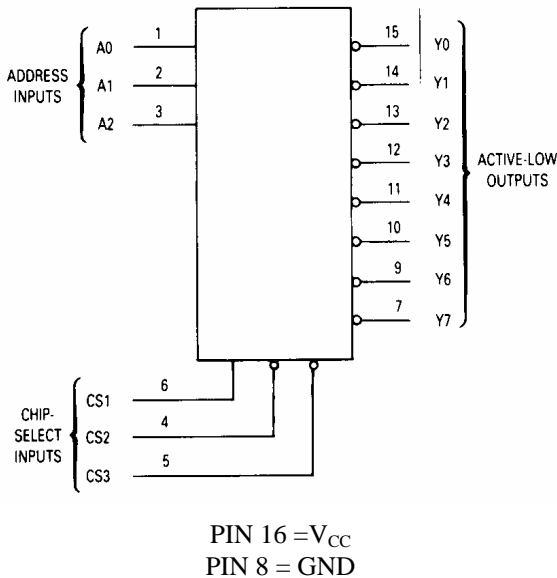 ADDRESS INPUTS
A0 1
A1 2
A2 3
15 Y0
14 Y1
13 Y2
12 Y3
11 Y4
10 Y5
9 Y6
7 Y7
ACTIVE-LOW OUTPUTS
CHIP-SELECT INPUTS
CS1 6
CS2 4
CS3 5
PIN 16 =VCC
PIN 8 = GND